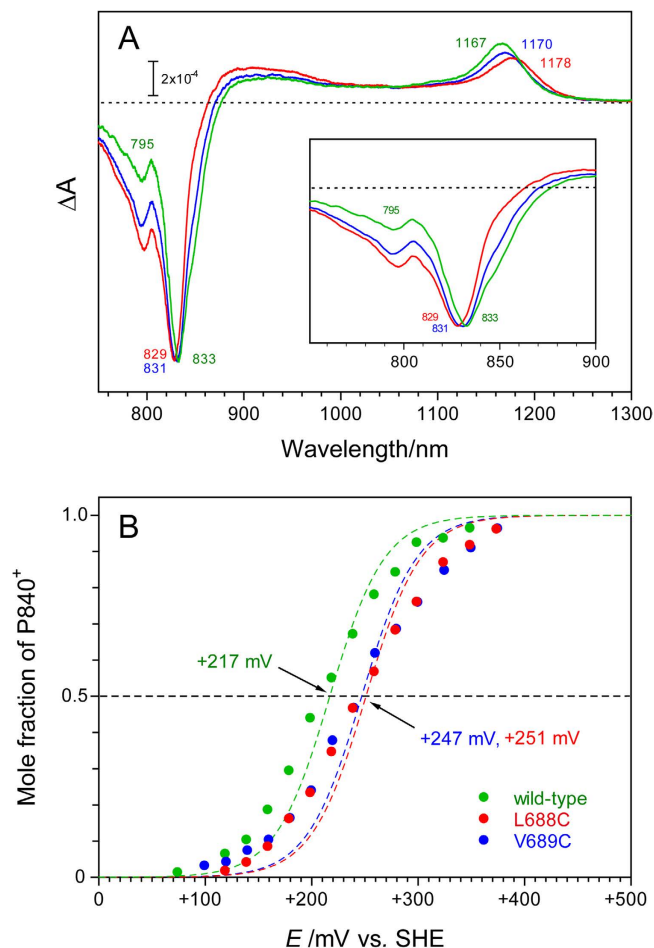 A
2x10⁻⁴
1167
1170
1178
795
829
831
833
ΔA
795
829
831
833
800 850 900
800 900 1000 1100 1200 1300
Wavelength/nm
B
1.0
0.5
0
Mole fraction of P840⁺
+217 mV
+247 mV, +251 mV
wild-type
L688C
V689C
0 +100 +200 +300 +400 +500
E /mV vs. SHE